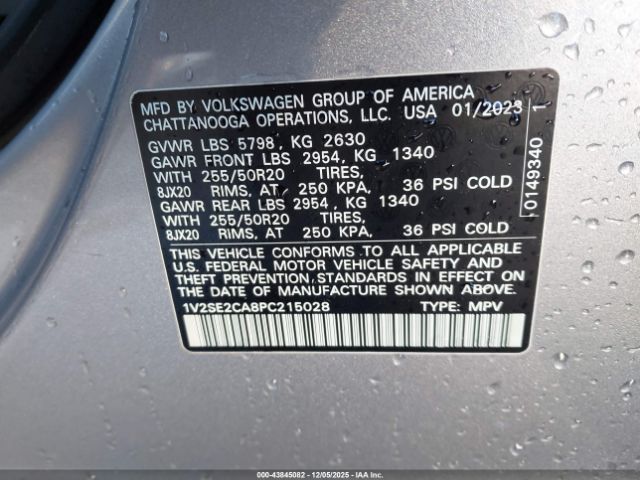 MFD BY VOLKSWAGEN GROUP OF AMERICA
CHATTANOOGA OPERATIONS, LLC. USA 01/2023
GVWR LBS 5798, KG 2630
GAWR FRONT LBS 2954, KG 1340
WITH 255/50R20 TIRES,
8JX20 RIMS, AT 250 KPA, 36 PSI COLD
GAWR REAR LBS 2954, KG 1340
WITH 255/50R20 TIRES,
8JX20 RIMS, AT 250 KPA, 36 PSI COLD
THIS VEHICLE CONFORMS TO ALL APPLICABLE
U.S. FEDERAL MOTOR VEHICLE SAFETY AND
THEFT PREVENTION STANDARDS IN EFFECT ON
THE DATE OF MANUFACTURE SHOWN ABOVE.
1V2SE2CA8PC215028 TYPE: MPV
0149340
1
000-43845082 | 12/05/2025 - IAAI.COM